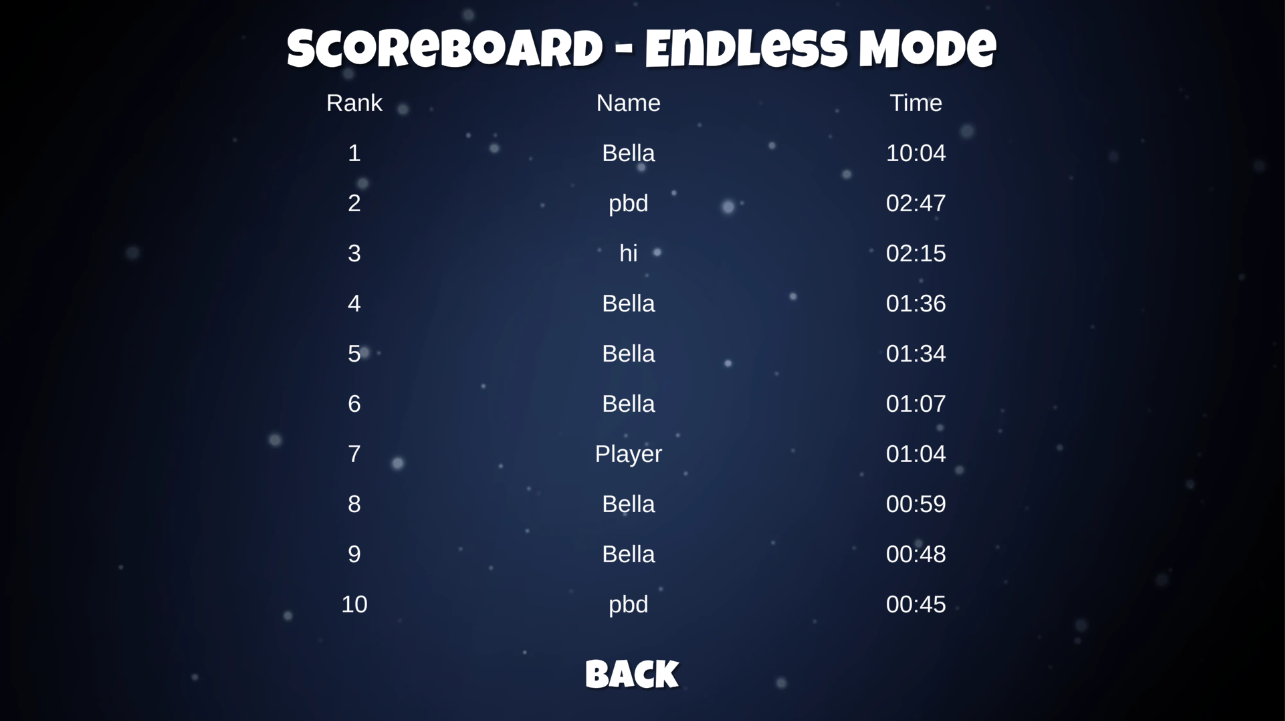 SCOREBOARD - ENDLESS MODE
Rank Name Time
1 Bella 10:04
2 pbd 02:47
3 hi 02:15
4 Bella 01:36
5 Bella 01:34
6 Bella 01:07
7 Player 01:04
8 Bella 00:59
9 Bella 00:48
10 pbd 00:45
BACK